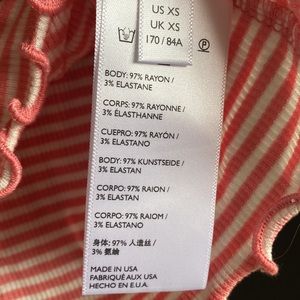 US XS
UK XS
170 / 84A
P
BODY: 97% RAYON /
3% ELASTANE
CORPS: 97% RAYONNE /
3% ÉLASTHANNE
CUERPO: 97% RAYÓN /
3% ELASTANO
BODY: 97% KUNSTSEIDE /
3% ELASTAN
CORPO: 97% RAION /
3% ELASTAN
CORPO: 97% RAIOM /
3% ELASTANO
身体: 97% 人造丝/
3% 氨纶
MADE IN USA
FABRIQUÉ AUX USA
HECHO EN E.U.A.